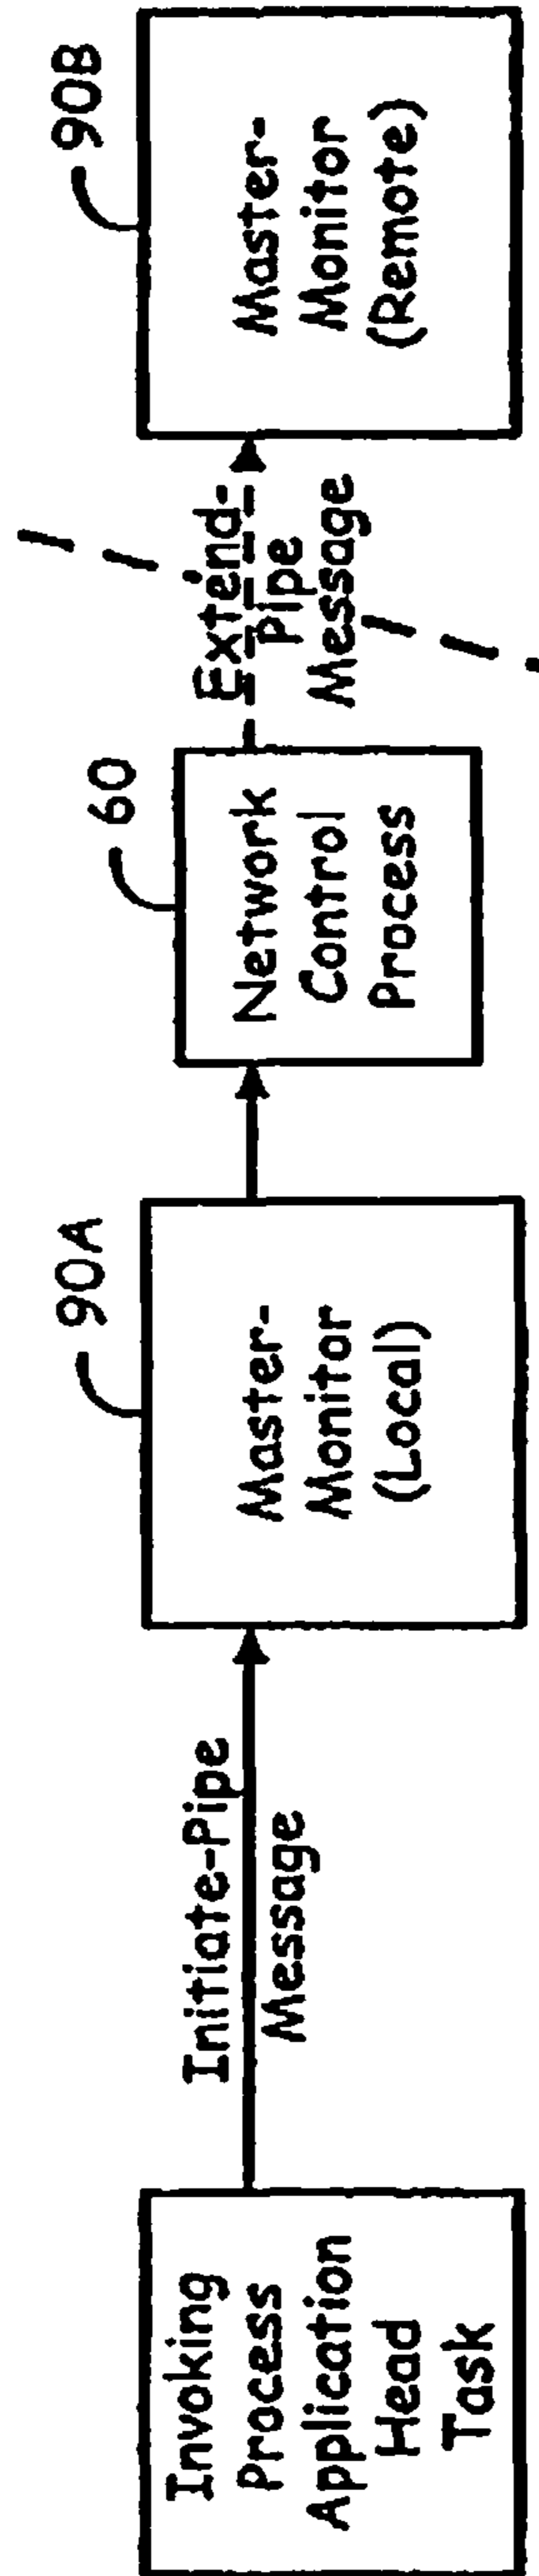 Invoking
Process
Application
Head
Task
Initiate-Pipe
Message
90A
Master-
Monitor
(Local)
60
Network
Control
Process
Extend-
Pipe
Message
90B
Master-
Monitor
(Remote)